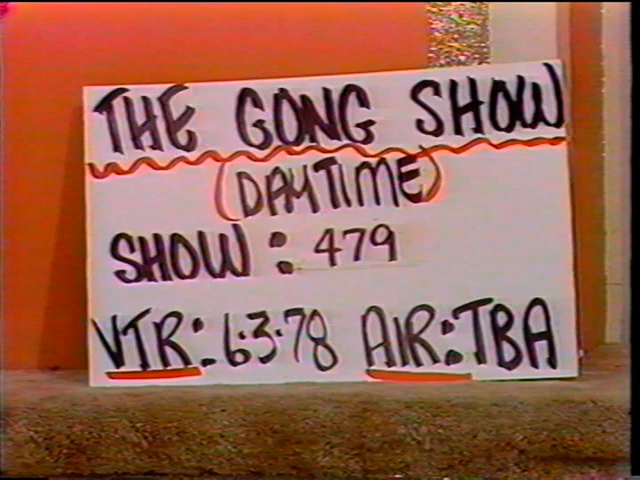 THE GONG SHOW
(DAYTIME)
SHOW: 479
VTR: 6·3·78 AIR: TBA